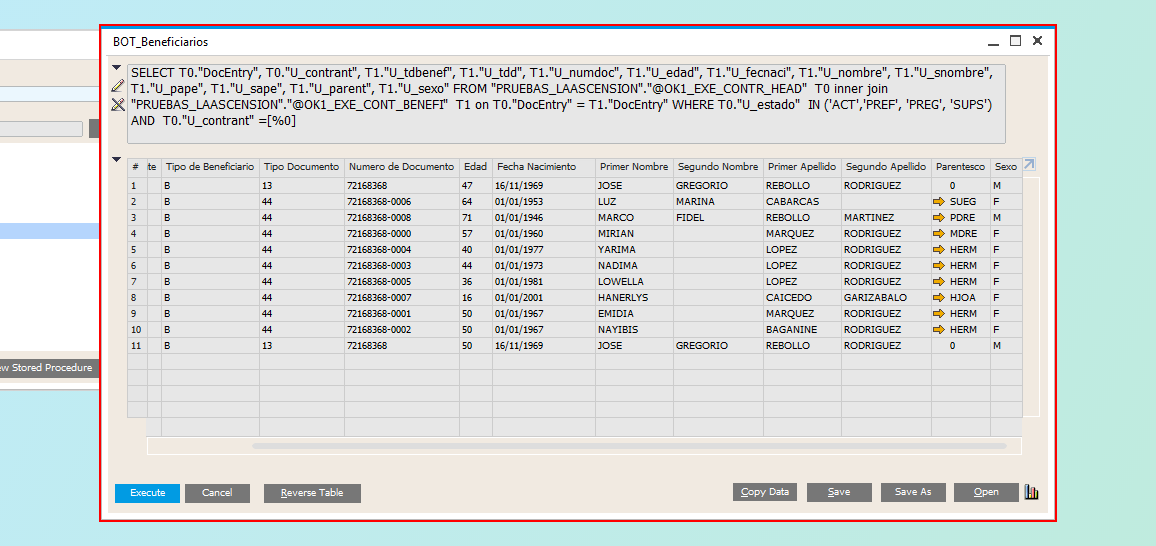 BOT_Beneficiarios
SELECT T0."DocEntry", T0."U_contrant", T1."U_tdbenef", T1."U_tdd", T1."U_numdoc", T1."U_edad", T1."U_fecnaci", T1."U_nombre", T1."U_snombre",
T1."U_pape", T1."U_sape", T1."U_parent", T1."U_sexo" FROM "PRUEBAS_LAASCENSION"."@OK1_EXE_CONTR_HEAD" T0 inner join
"PRUEBAS_LAASCENSION"."@OK1_EXE_CONT_BENEFI" T1 on T0."DocEntry" = T1."DocEntry" WHERE T0."U_estado" IN ('ACT','PREF', 'PREG', 'SUPS')
AND T0."U_contrant" =[%0]
# te Tipo de Beneficiario Tipo Documento Numero de Documento Edad Fecha Nacimiento Primer Nombre Segundo Nombre Primer Apellido Segundo Apellido Parentesco Sexo
1 B 13 72168368 47 16/11/1969 JOSE GREGORIO REBOLLO RODRIGUEZ 0 M
2 B 44 72168368-0006 64 01/01/1953 LUZ MARINA CABARCAS SUEG F
3 B 44 72168368-0008 71 01/01/1946 MARCO FIDEL REBOLLO MARTINEZ PDRE M
4 B 44 72168368-0000 57 01/01/1960 MIRIAN MARQUEZ RODRIGUEZ MDRE F
5 B 44 72168368-0004 40 01/01/1977 YARIMA LOPEZ RODRIGUEZ HERM F
6 B 44 72168368-0003 44 01/01/1973 NADIMA LOPEZ RODRIGUEZ HERM F
7 B 44 72168368-0005 36 01/01/1981 LOWELLA LOPEZ RODRIGUEZ HERM F
8 B 44 72168368-0007 16 01/01/2001 HANERLYS CAICEDO GARIZABALO HJOA F
9 B 44 72168368-0001 50 01/01/1967 EMIDIA MARQUEZ RODRIGUEZ HERM F
10 B 44 72168368-0002 50 01/01/1967 NAYIBIS BAGANINE RODRIGUEZ HERM F
11 B 13 72168368 50 16/11/1969 JOSE GREGORIO REBOLLO RODRIGUEZ 0 M
ew Stored Procedure
Execute Cancel Reverse Table Copy Data Save Save As Open